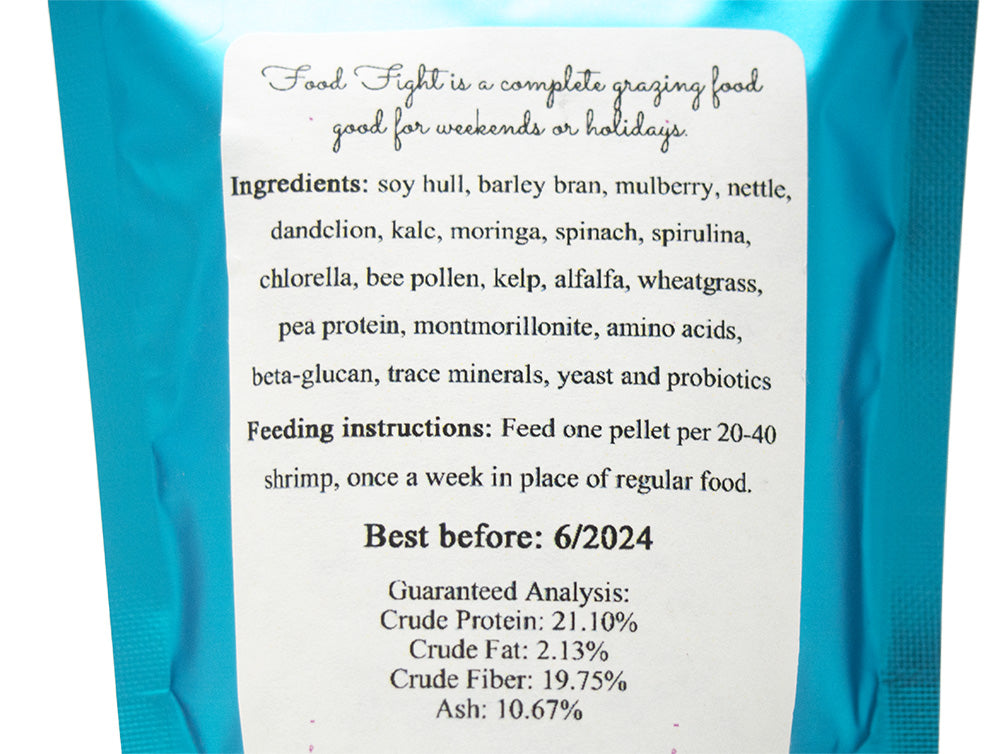 Food Fight is a complete grazing food
good for weekends or holidays.
Ingredients: soy hull, barley bran, mulberry, nettle,
dandelion, kale, moringa, spinach, spirulina,
chlorella, bee pollen, kelp, alfalfa, wheatgrass,
pea protein, montmorillonite, amino acids,
beta-glucan, trace minerals, yeast and probiotics
Feeding instructions: Feed one pellet per 20-40
shrimp, once a week in place of regular food.
Best before: 6/2024
Guaranteed Analysis:
Crude Protein: 21.10%
Crude Fat: 2.13%
Crude Fiber: 19.75%
Ash: 10.67%